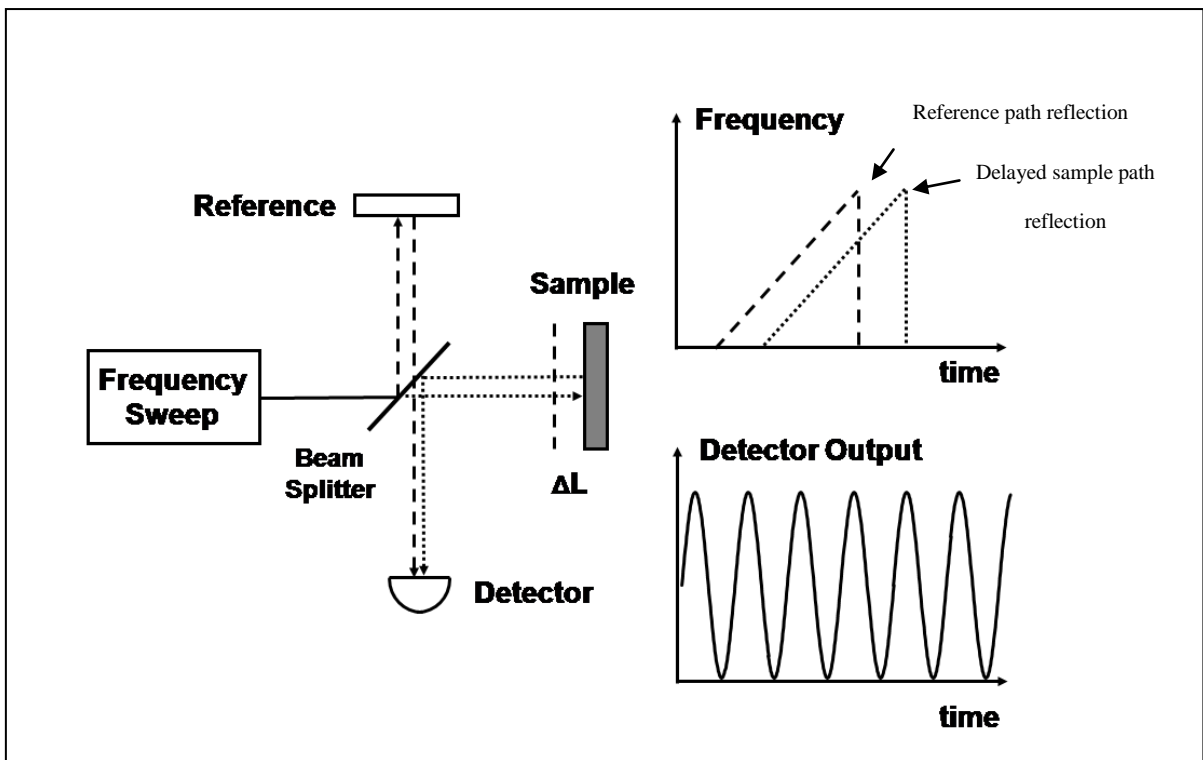 Reference
Frequency
Sweep
Beam
Splitter
Sample
ΔL
Detector
Frequency
Reference path reflection
Delayed sample path
reflection
time
Detector Output
time